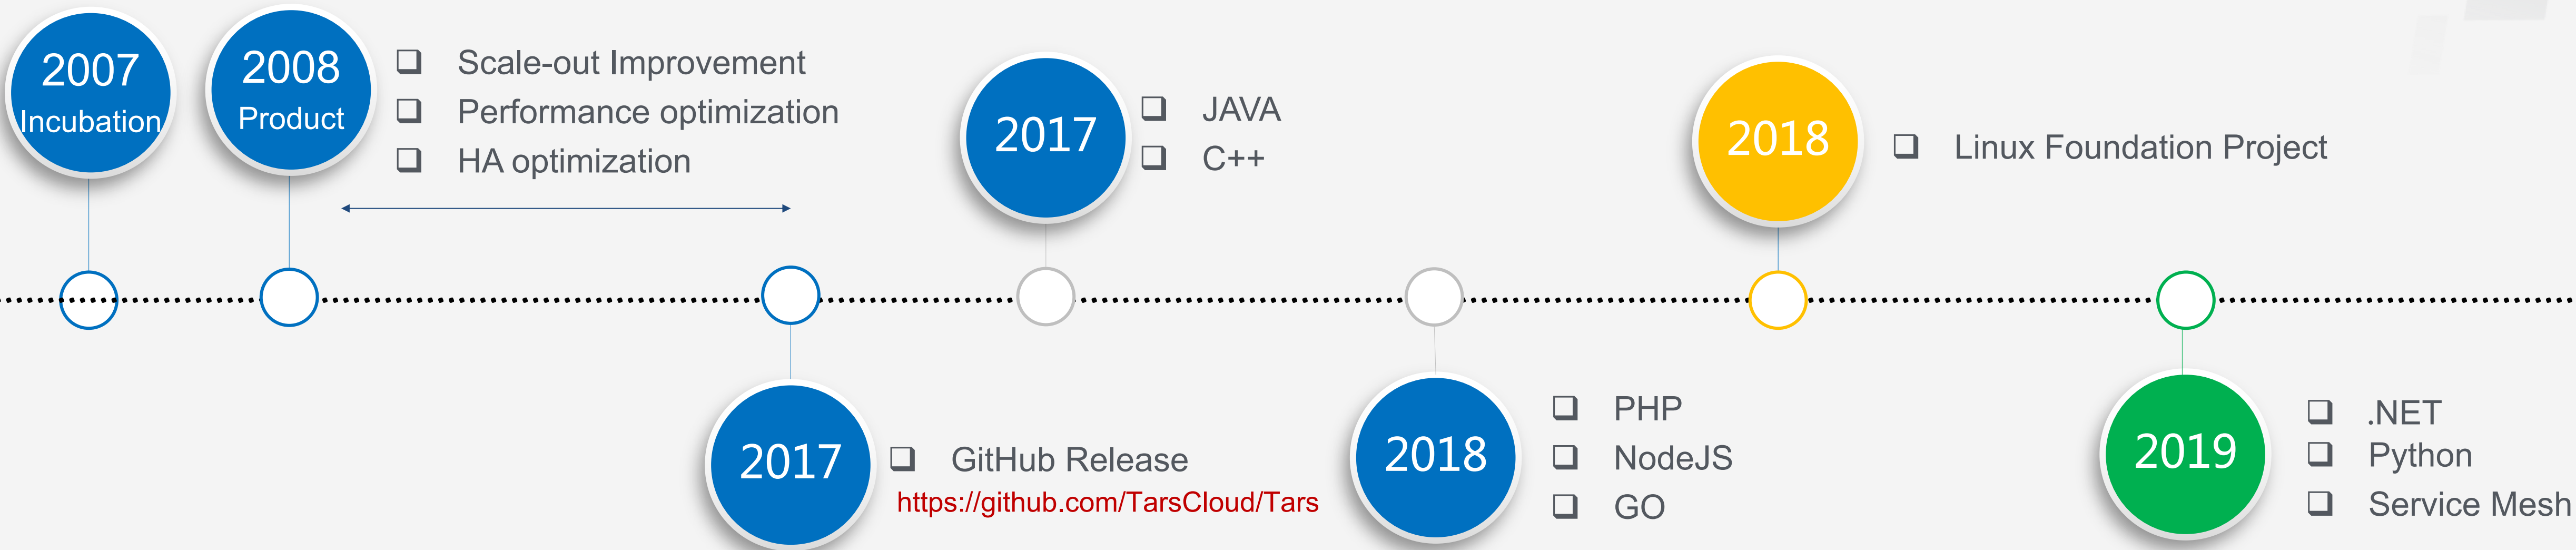 2007
Incubation
2008
Product
❑ Scale-out Improvement
❑ Performance optimization
❑ HA optimization
2017
❑ GitHub Release
https://github.com/TarsCloud/Tars
2017
❑ JAVA
❑ C++
2018
❑ PHP
❑ NodeJS
❑ GO
2018
❑ Linux Foundation Project
2019
❑ .NET
❑ Python
❑ Service Mesh